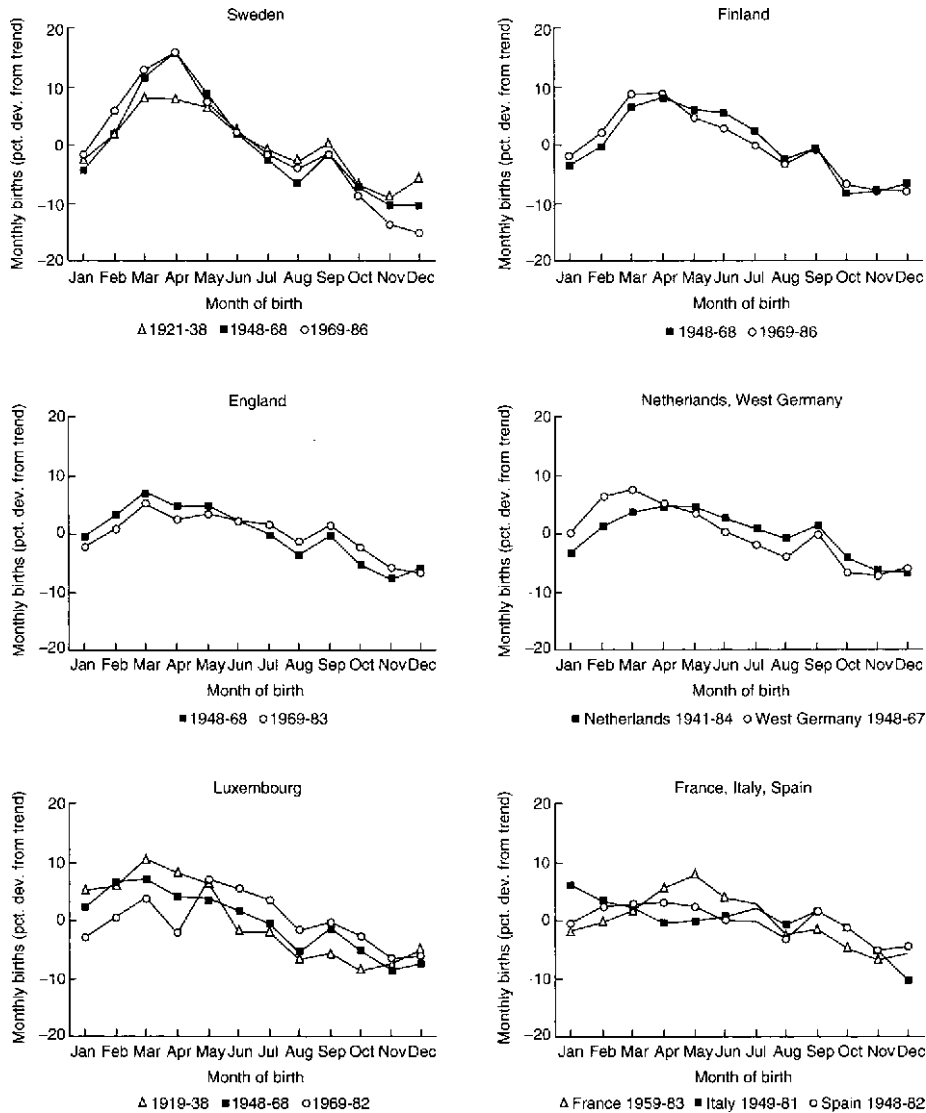 Sweden
Monthly births (pct. dev. from trend)
20
10
0
−10
−20
Jan Feb Mar Apr May Jun Jul Aug Sep Oct Nov Dec
Month of birth
△ 1921-38 ■ 1948-68 ○ 1969-86
Finland
Monthly births (pct. dev. from trend)
20
10
0
−10
−20
Jan Feb Mar Apr May Jun Jul Aug Sep Oct Nov Dec
Month of birth
■ 1948-68 ○ 1969-86
England
Monthly births (pct. dev. from trend)
20
10
0
−10
−20
Jan Feb Mar Apr May Jun Jul Aug Sep Oct Nov Dec
Month of birth
■ 1948-68 ○ 1969-83
Netherlands, West Germany
Monthly births (pct. dev. from trend)
20
10
0
−10
−20
Jan Feb Mar Apr May Jun Jul Aug Sep Oct Nov Dec
Month of birth
■ Netherlands 1941-84 ○ West Germany 1948-67
Luxembourg
Monthly births (pct. dev. from trend)
20
10
0
−10
−20
Jan Feb Mar Apr May Jun Jul Aug Sep Oct Nov Dec
Month of birth
△ 1919-38 ■ 1948-68 ○ 1969-82
France, Italy, Spain
Monthly births (pct. dev. from trend)
20
10
0
−10
−20
Jan Feb Mar Apr May Jun Jul Aug Sep Oct Nov Dec
Month of birth
△ France 1959-83 ■ Italy 1949-81 ○ Spain 1948-82